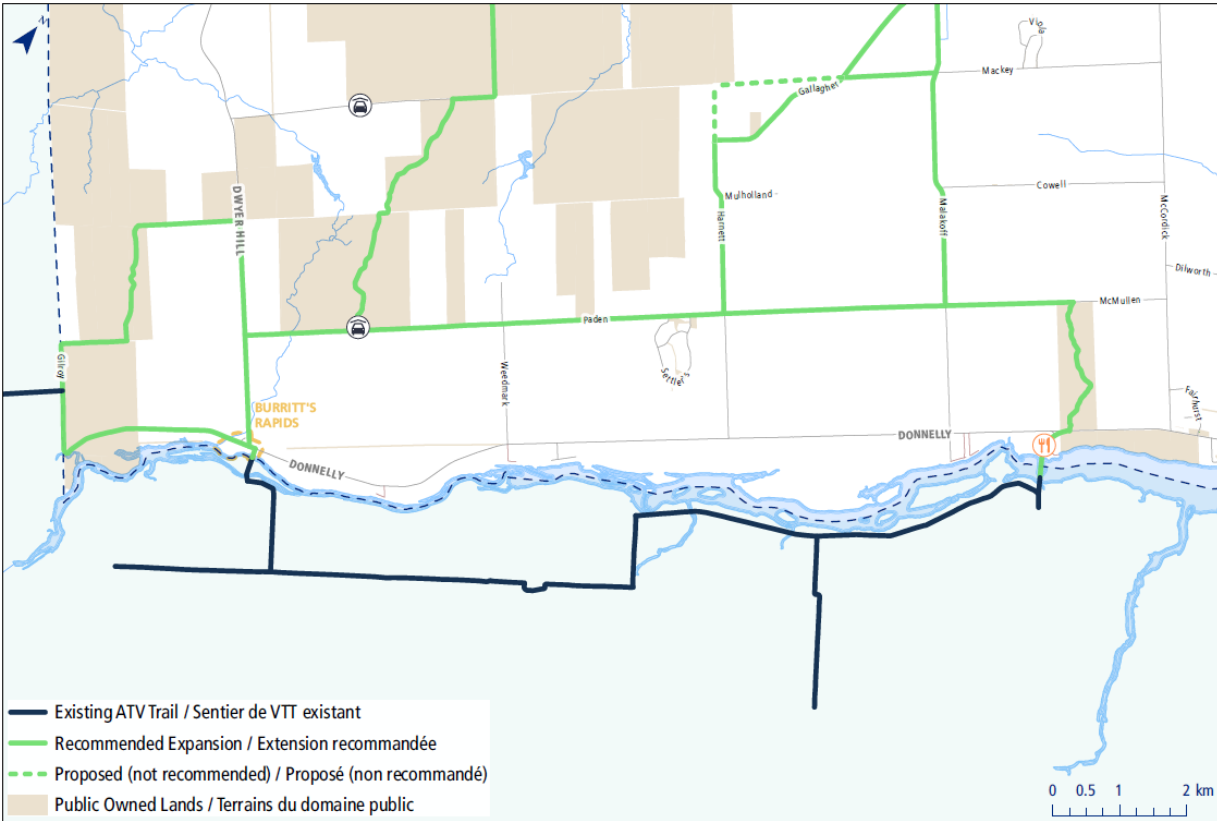 N
Viola
Mackey
Gallagher
Cowell
Mulholland
DWYER HILL
Harnett
Malakoff
McCordick
Dilworth
McMullen
Paden
Gilroy
Weedmark
Settler's
Fairhurst
BURRITT'S
RAPIDS
DONNELLY
DONNELLY
Existing ATV Trail / Sentier de VTT existant
Recommended Expansion / Extension recommandée
Proposed (not recommended) / Proposé (non recommandé)
Public Owned Lands / Terrains du domaine public
0 0.5 1 2 km